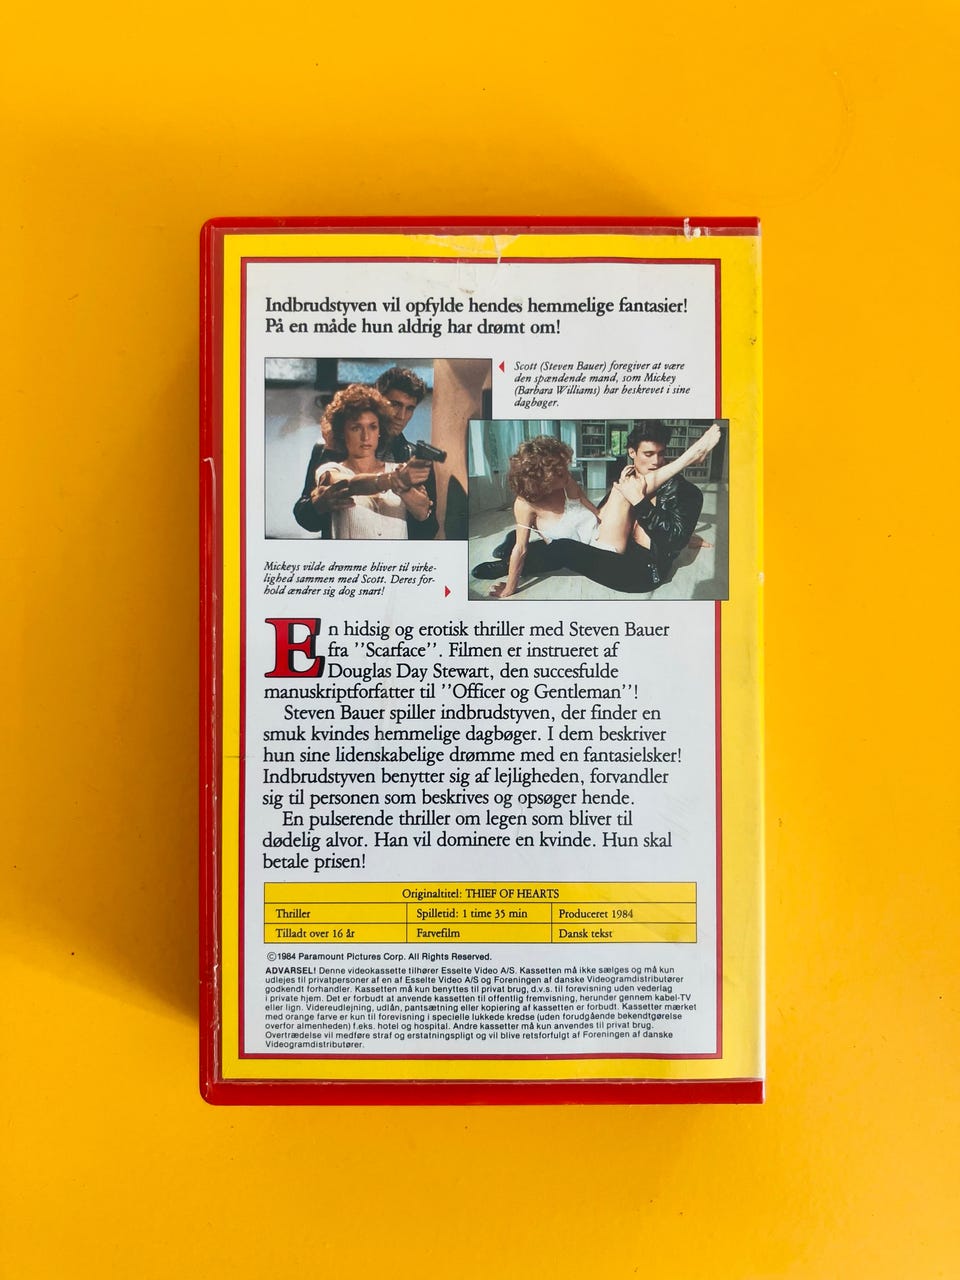 Indbrudstyven vil opfylde hendes hemmelige fantasier!
På en måde hun aldrig har drømt om!
Scott (Steven Bauer) foregiver at være
den spændende mand, som Mickey
(Barbara Williams) har beskrevet i sine
dagbøger.
Mickeys vilde drømme bliver til virke-
lighed sammen med Scott. Deres for-
hold ændrer sig dog snart!
En hidsig og erotisk thriller med Steven Bauer
fra ''Scarface''. Filmen er instrueret af
Douglas Day Stewart, den succesfulde
manuskriptforfatter til ''Officer og Gentleman''!
Steven Bauer spiller indbrudstyven, der finder en
smuk kvindes hemmelige dagbøger. I dem beskriver
hun sine lidenskabelige drømme med en fantasielsker!
Indbrudstyven benytter sig af lejligheden, forvandler
sig til personen som beskrives og opsøger hende.
En pulserende thriller om legen som bliver til
dødelig alvor. Han vil dominere en kvinde. Hun skal
betale prisen!
Originaltitel: THIEF OF HEARTS
Thriller Spilletid: 1 time 35 min Produceret 1984
Tilladt over 16 år Farvefilm Dansk tekst
©1984 Paramount Pictures Corp. All Rights Reserved.
ADVARSEL! Denne videokassette tilhører Esselte Video A/S. Kassetten må ikke sælges og må kun
udlejes til privatpersoner af en af Esselte Video A/S og Foreningen af danske Videogramdistributører
godkendt forhandler. Kassetten må kun benyttes til privat brug, d.v.s. til forevisning uden vederlag
i private hjem. Det er forbudt at anvende kassetten til offentlig fremvisning, herunder gennem kabel-TV
eller lign. Videreudlejning, udlån, pantsætning eller kopiering af kassetten er forbudt. Kassetter mærket
med orange farve er kun til forevisning i specielle lukkede kredse (uden forudgående bekendtgørelse
overfor almenheden) f.eks. hotel og hospital. Andre kassetter må kun anvendes til privat brug.
Overtrædelse vil medføre straf og erstatningspligt og vil blive retsforfulgt af Foreningen af danske
Videogramdistributører.